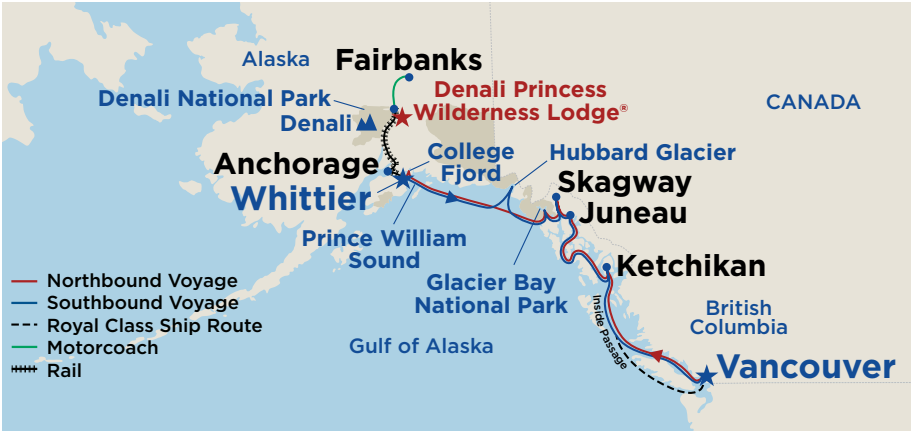 Alaska
Fairbanks
Denali National Park
Denali
Denali Princess
Wilderness Lodge®
CANADA
Anchorage
Whittier
College
Fjord
Hubbard Glacier
Skagway
Juneau
Prince William
Sound
Glacier Bay
National Park
Ketchikan
Northbound Voyage
Southbound Voyage
Royal Class Ship Route
Motorcoach
Rail
Gulf of Alaska
Inside Passage
British
Columbia
Vancouver